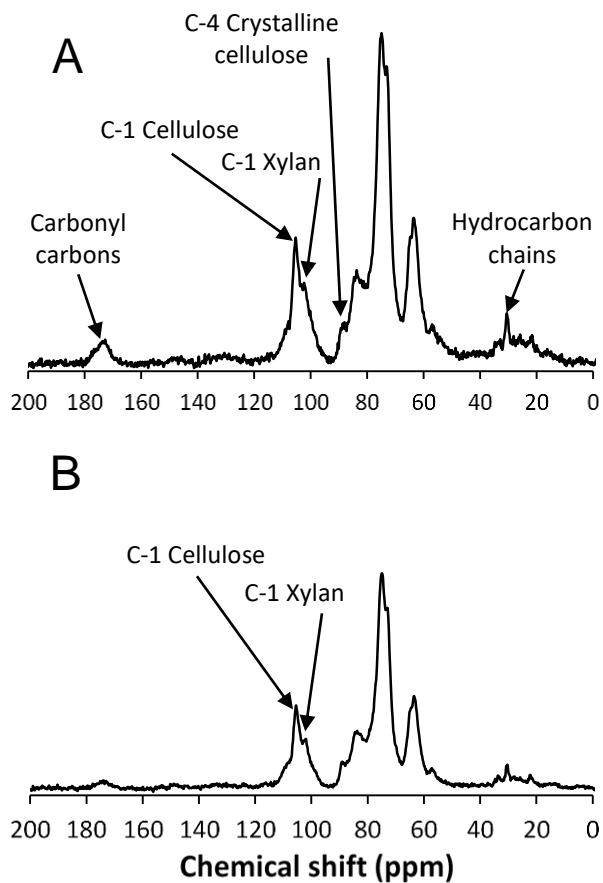 A
C-4 Crystalline
cellulose
C-1 Cellulose
C-1 Xylan
Carbonyl
carbons
Hydrocarbon
chains
200 180 160 140 120 100 80 60 40 20 0
B
C-1 Cellulose
C-1 Xylan
200 180 160 140 120 100 80 60 40 20 0
Chemical shift (ppm)